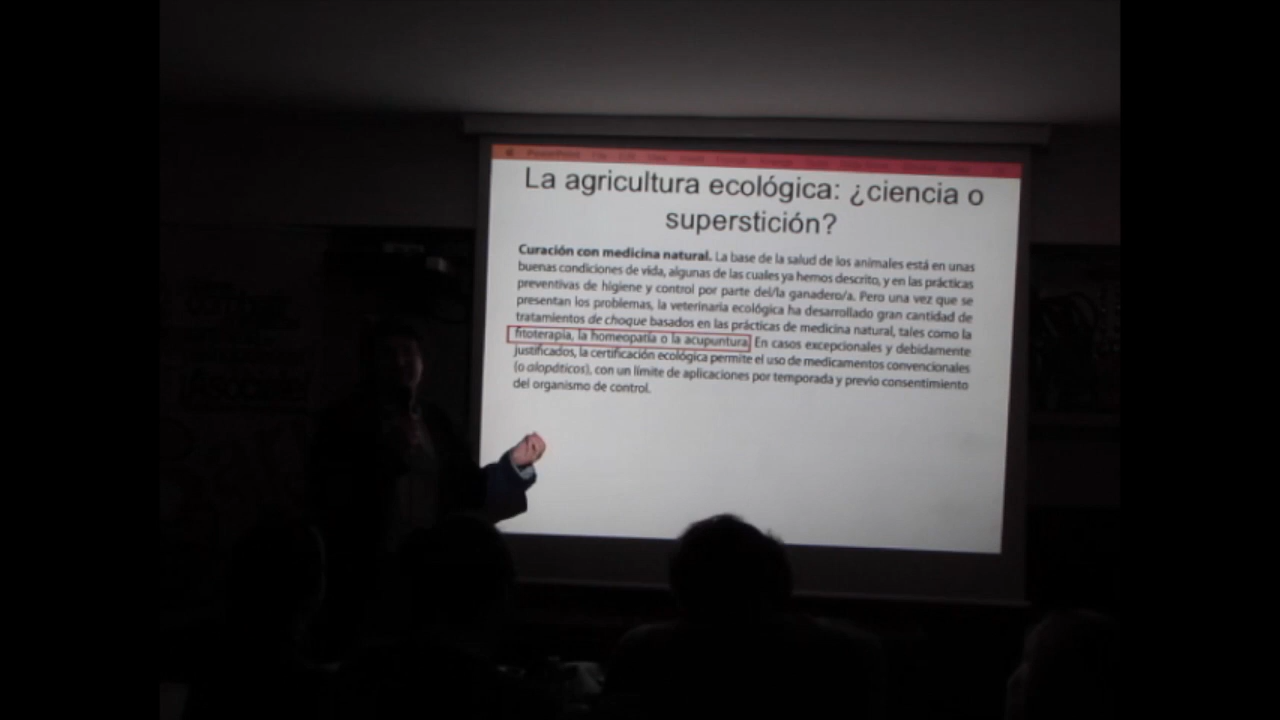 PowerPoint
La agricultura ecológica: ¿ciencia o
superstición?
Curación con medicina natural. La base de la salud de los animales está en unas
buenas condiciones de vida, algunas de las cuales ya hemos descrito, y en las prácticas
preventivas de higiene y control por parte del/la ganadero/a. Pero una vez que se
presentan los problemas, la veterinaria ecológica ha desarrollado gran cantidad de
tratamientos de choque basados en las prácticas de medicina natural, tales como la
fitoterapia, la homeopatía o la acupuntura. En casos excepcionales y debidamente
justificados, la certificación ecológica permite el uso de medicamentos convencionales
(o alopáticos), con un límite de aplicaciones por temporada y previo consentimiento
del organismo de control.